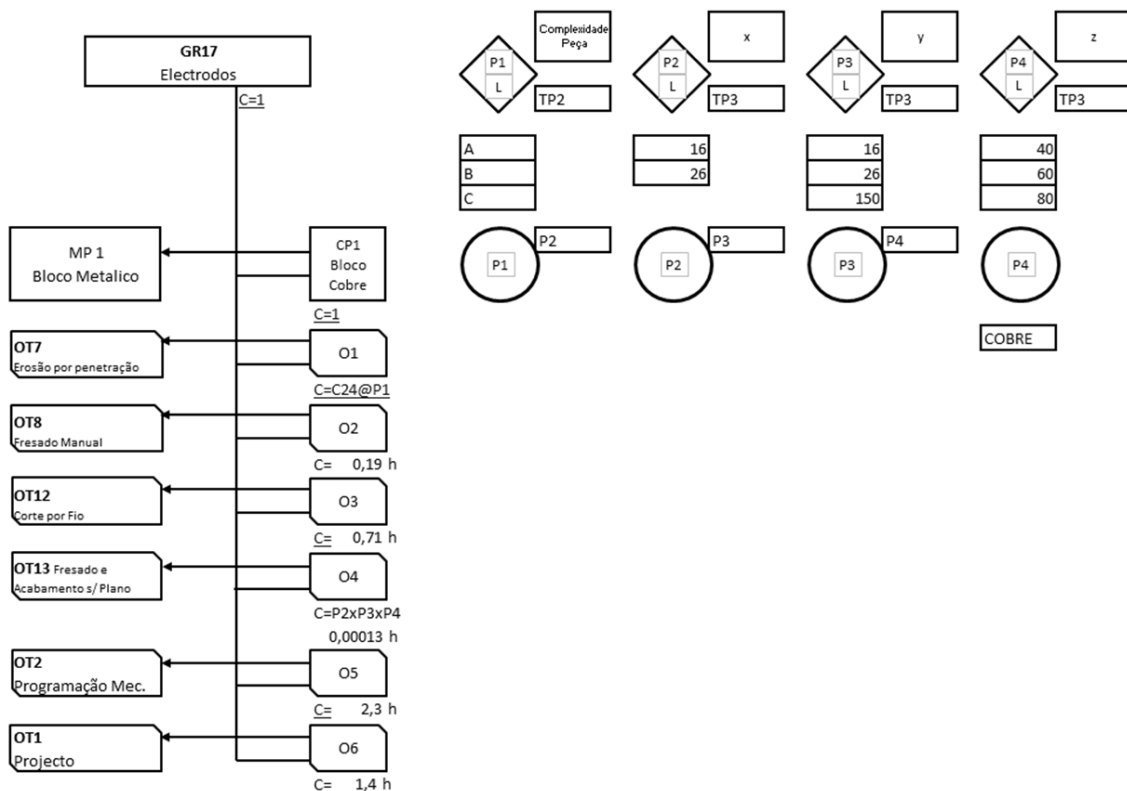 GR17
Electrodos
C=1
MP 1
Bloco Metalico
CP1
Bloco
Cobre
C=1
OT7
Erosão por penetração
O1
C=C24@P1
OT8
Fresado Manual
O2
C= 0,19 h
OT12
Corte por Fio
O3
C= 0,71 h
OT13 Fresado e
Acabamento s/ Plano
O4
C=P2xP3xP4
0,00013 h
OT2
Programação Mec.
O5
C= 2,3 h
OT1
Projecto
O6
C= 1,4 h
P1
L
Complexidade
Peça
TP2
A
B
C
P1
P2
P2
L
x
TP3
16
26
P2
P3
P3
L
y
TP3
16
26
150
P3
P4
P4
L
z
TP3
40
60
80
P4
COBRE